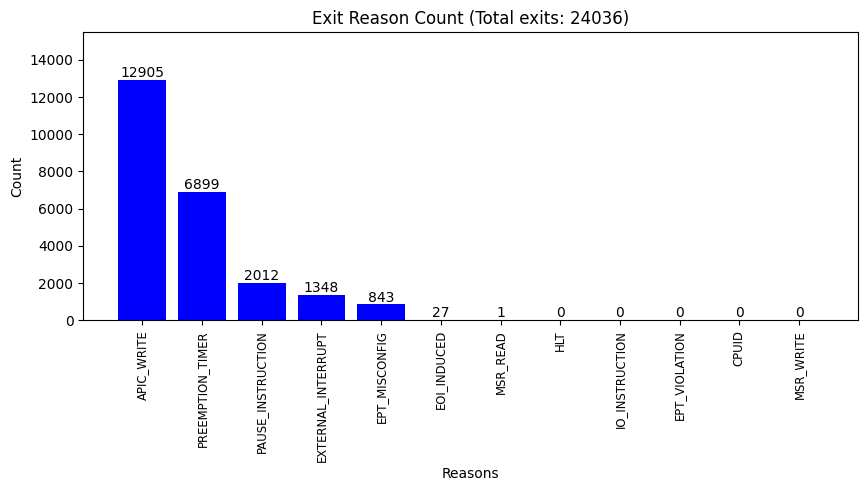 Exit Reason Count (Total exits: 24036)
Count
14000
12000
10000
8000
6000
4000
2000
0
12905
6899
2012
1348
843
27
1
0
0
0
0
0
APIC_WRITE
PREEMPTION_TIMER
PAUSE_INSTRUCTION
EXTERNAL_INTERRUPT
EPT_MISCONFIG
EOI_INDUCED
MSR_READ
HLT
IO_INSTRUCTION
EPT_VIOLATION
CPUID
MSR_WRITE
Reasons